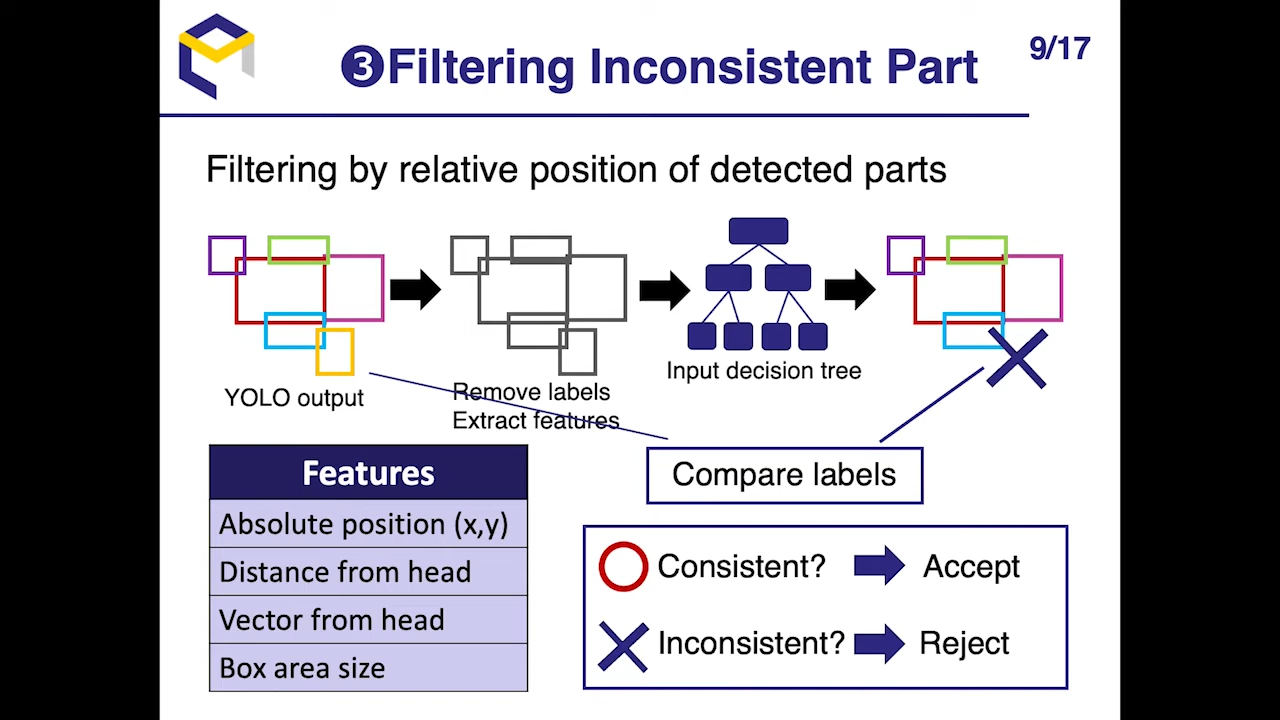 ❸Filtering Inconsistent Part
9/17
Filtering by relative position of detected parts
YOLO output
Remove labels
Extract features
Input decision tree
Compare labels
Features
Absolute position (x,y)
Distance from head
Vector from head
Box area size
Consistent? Accept
Inconsistent? Reject